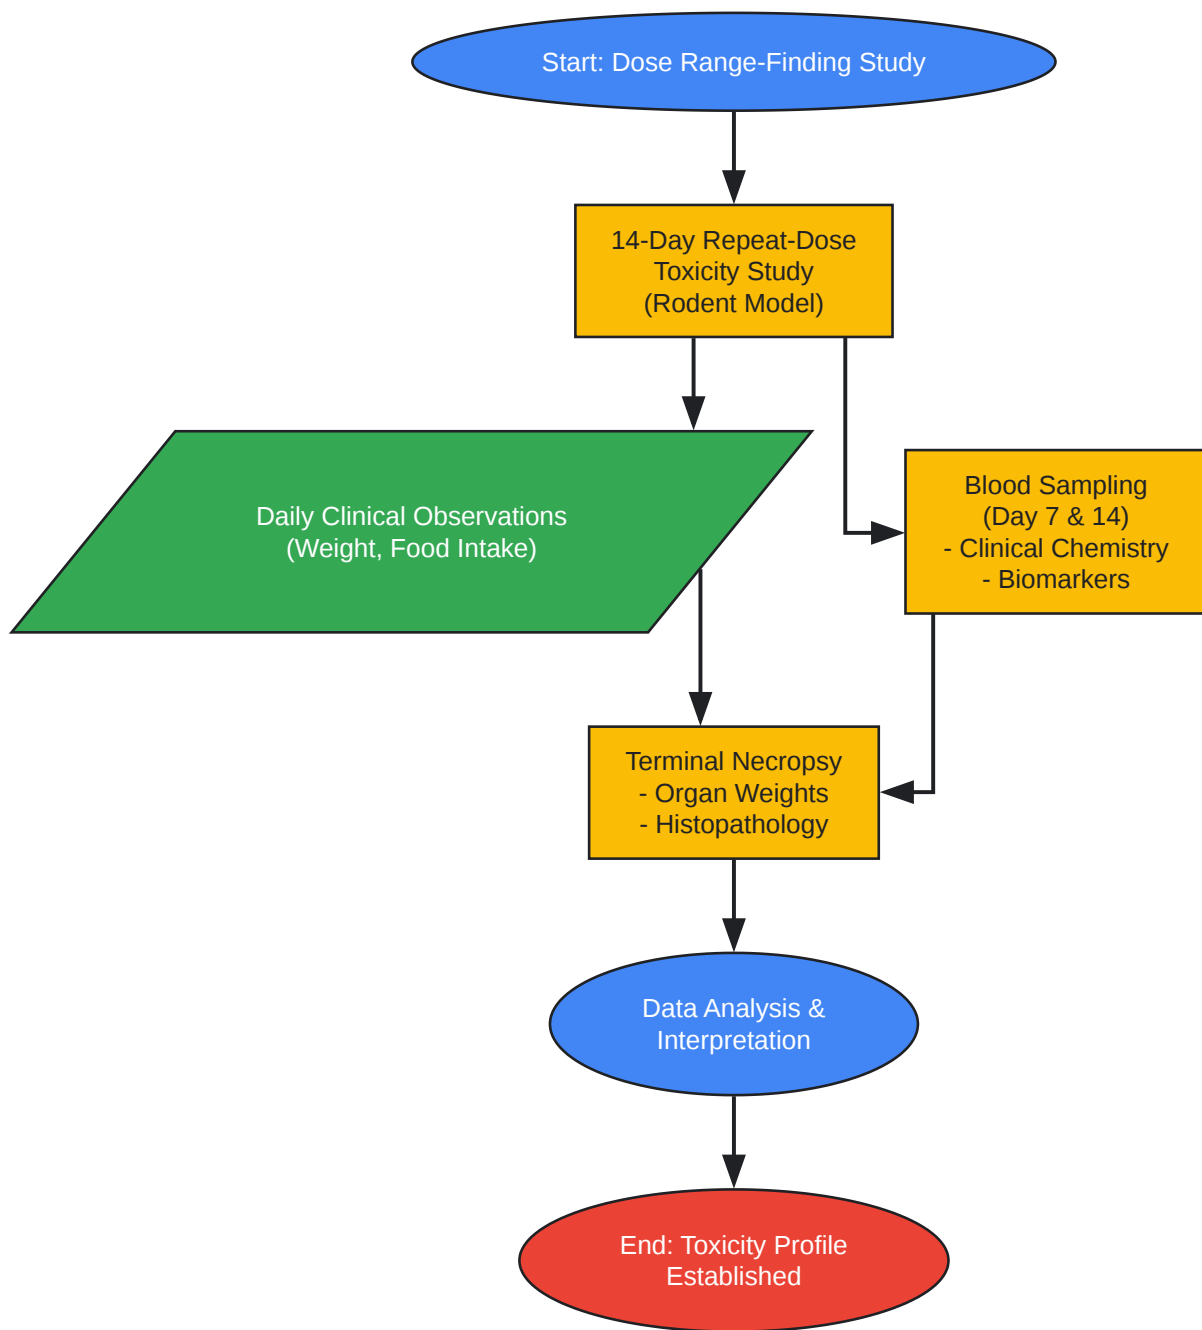 Start: Dose Range-Finding Study
14-Day Repeat-Dose
Toxicity Study
(Rodent Model)
Daily Clinical Observations
(Weight, Food Intake)
Blood Sampling
(Day 7 & 14)
- Clinical Chemistry
- Biomarkers
Terminal Necropsy
- Organ Weights
- Histopathology
Data Analysis &
Interpretation
End: Toxicity Profile
Established